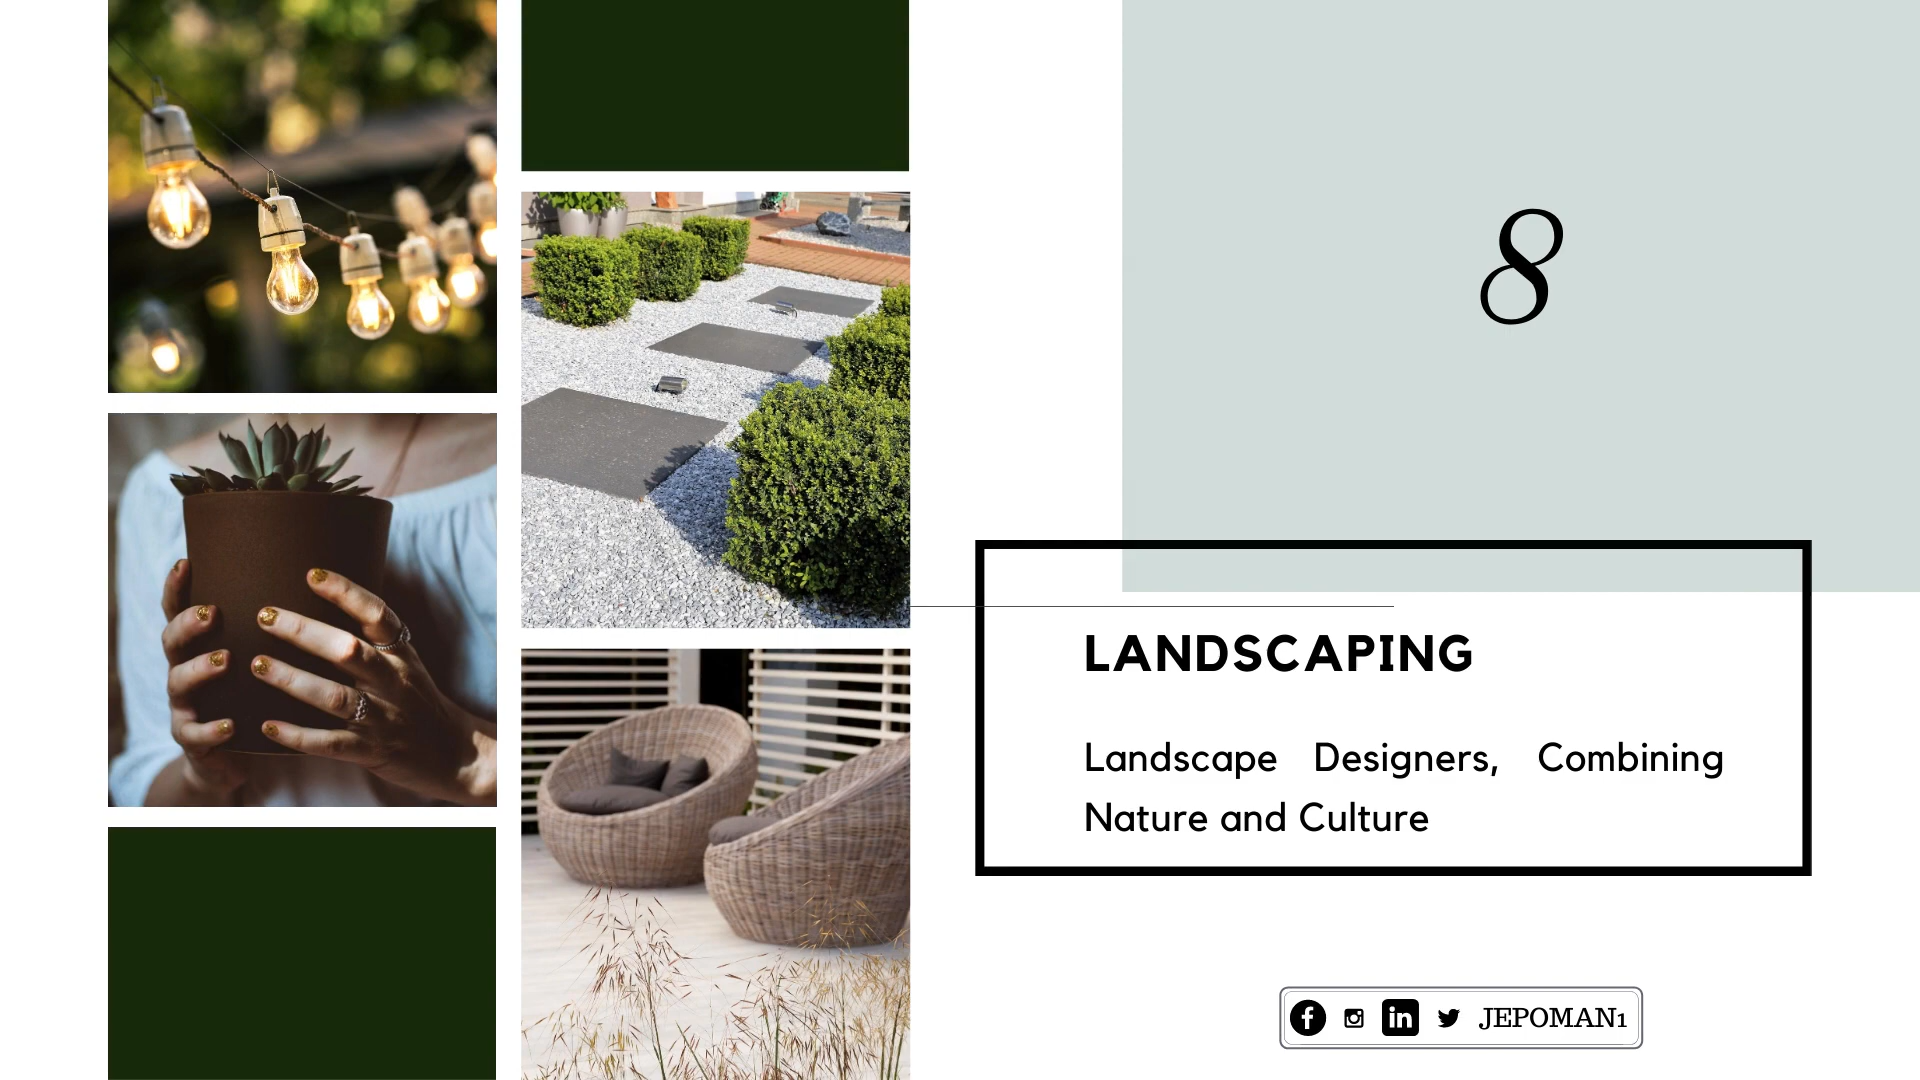 8
LANDSCAPING
Landscape Designers, Combining
Nature and Culture
JEPOMAN1